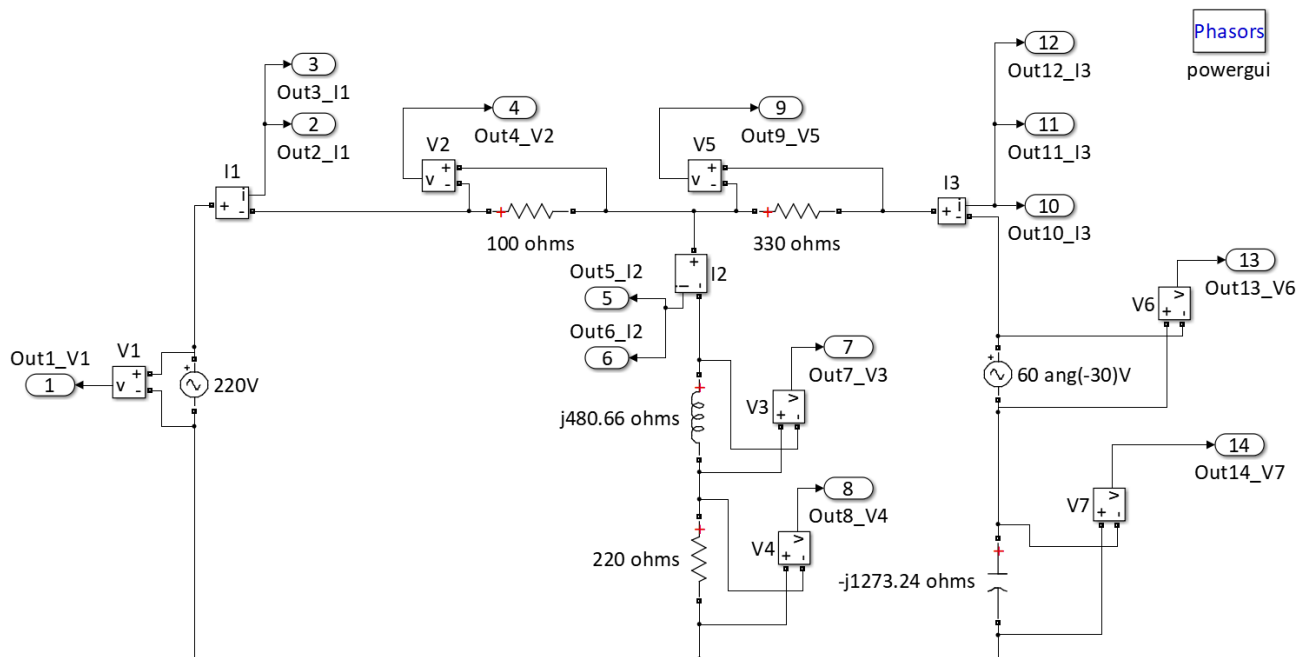 Phasors
powergui
3
Out3_I1
2
Out2_I1
I1
i
+
-
4
Out4_V2
V2
v
+
-
100 ohms
9
Out9_V5
V5
v
+
-
330 ohms
12
Out12_I3
11
Out11_I3
10
Out10_I3
I3
i
+
-
Out5_I2
5
Out6_I2
6
I2
+
i
-
13
Out13_V6
V6
v
+
-
Out1_V1
1
V1
v
+
-
+
220V
7
Out7_V3
V3
v
+
-
+
j480.66 ohms
+
60 ang(-30)V
8
Out8_V4
V4
v
+
-
+
220 ohms
14
Out14_V7
V7
v
+
-
+
-j1273.24 ohms